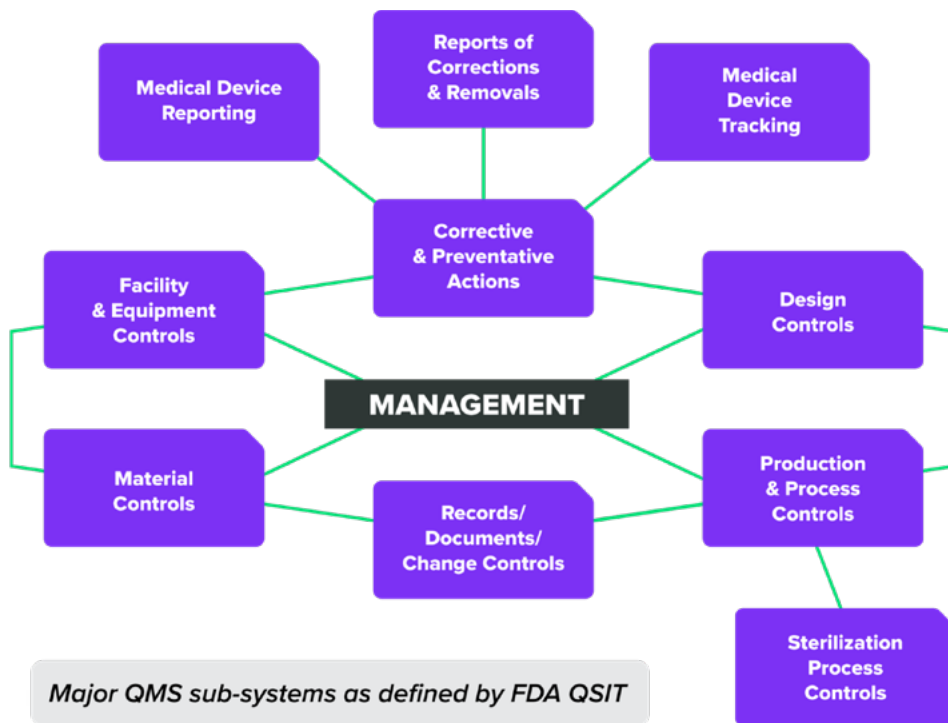 Medical Device
Reporting
Reports of
Corrections
& Removals
Medical
Device
Tracking
Corrective
& Preventative
Actions
Facility
& Equipment
Controls
Design
Controls
MANAGEMENT
Material
Controls
Records/
Documents/
Change Controls
Production
& Process
Controls
Sterilization
Process
Controls
Major QMS sub-systems as defined by FDA QSIT